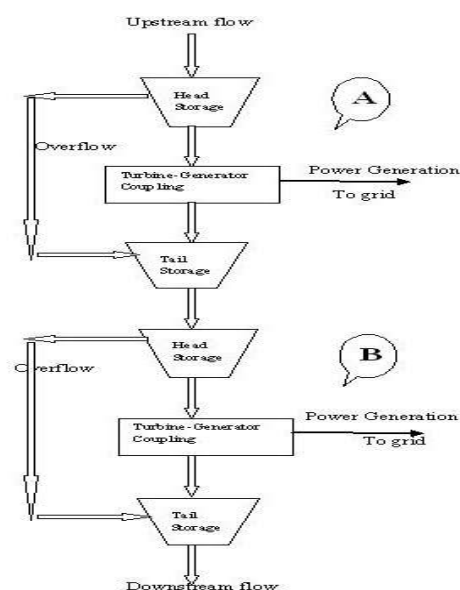 Upstream flow
Head
Storage
A
Overflow
Turbine-Generator
Coupling
Power Generation
To grid
Tail
Storage
Head
Storage
B
Overflow
Turbine-Generator
Coupling
Power Generation
To grid
Tail
Storage
Downstream flow